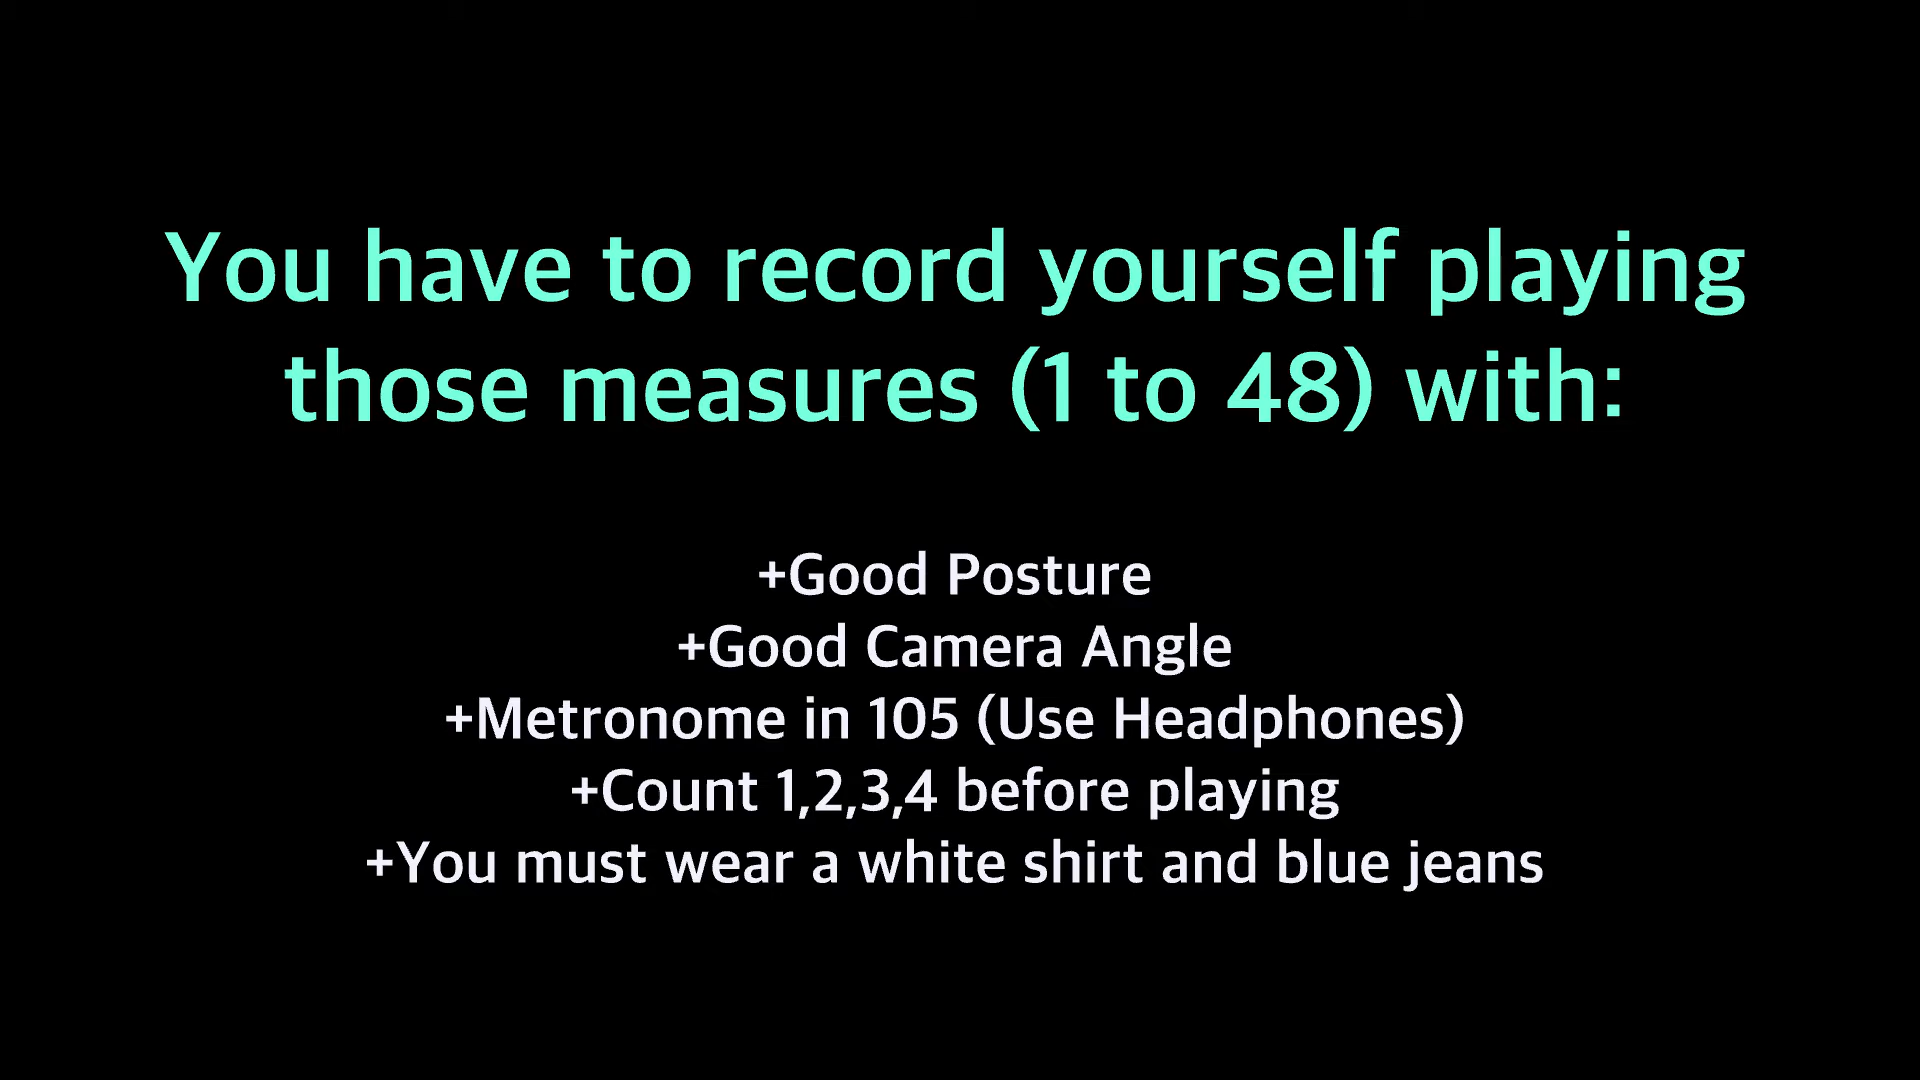 You have to record yourself playing
those measures (1 to 48) with:
+Good Posture
+Good Camera Angle
+Metronome in 105 (Use Headphones)
+Count 1,2,3,4 before playing
+You must wear a white shirt and blue jeans